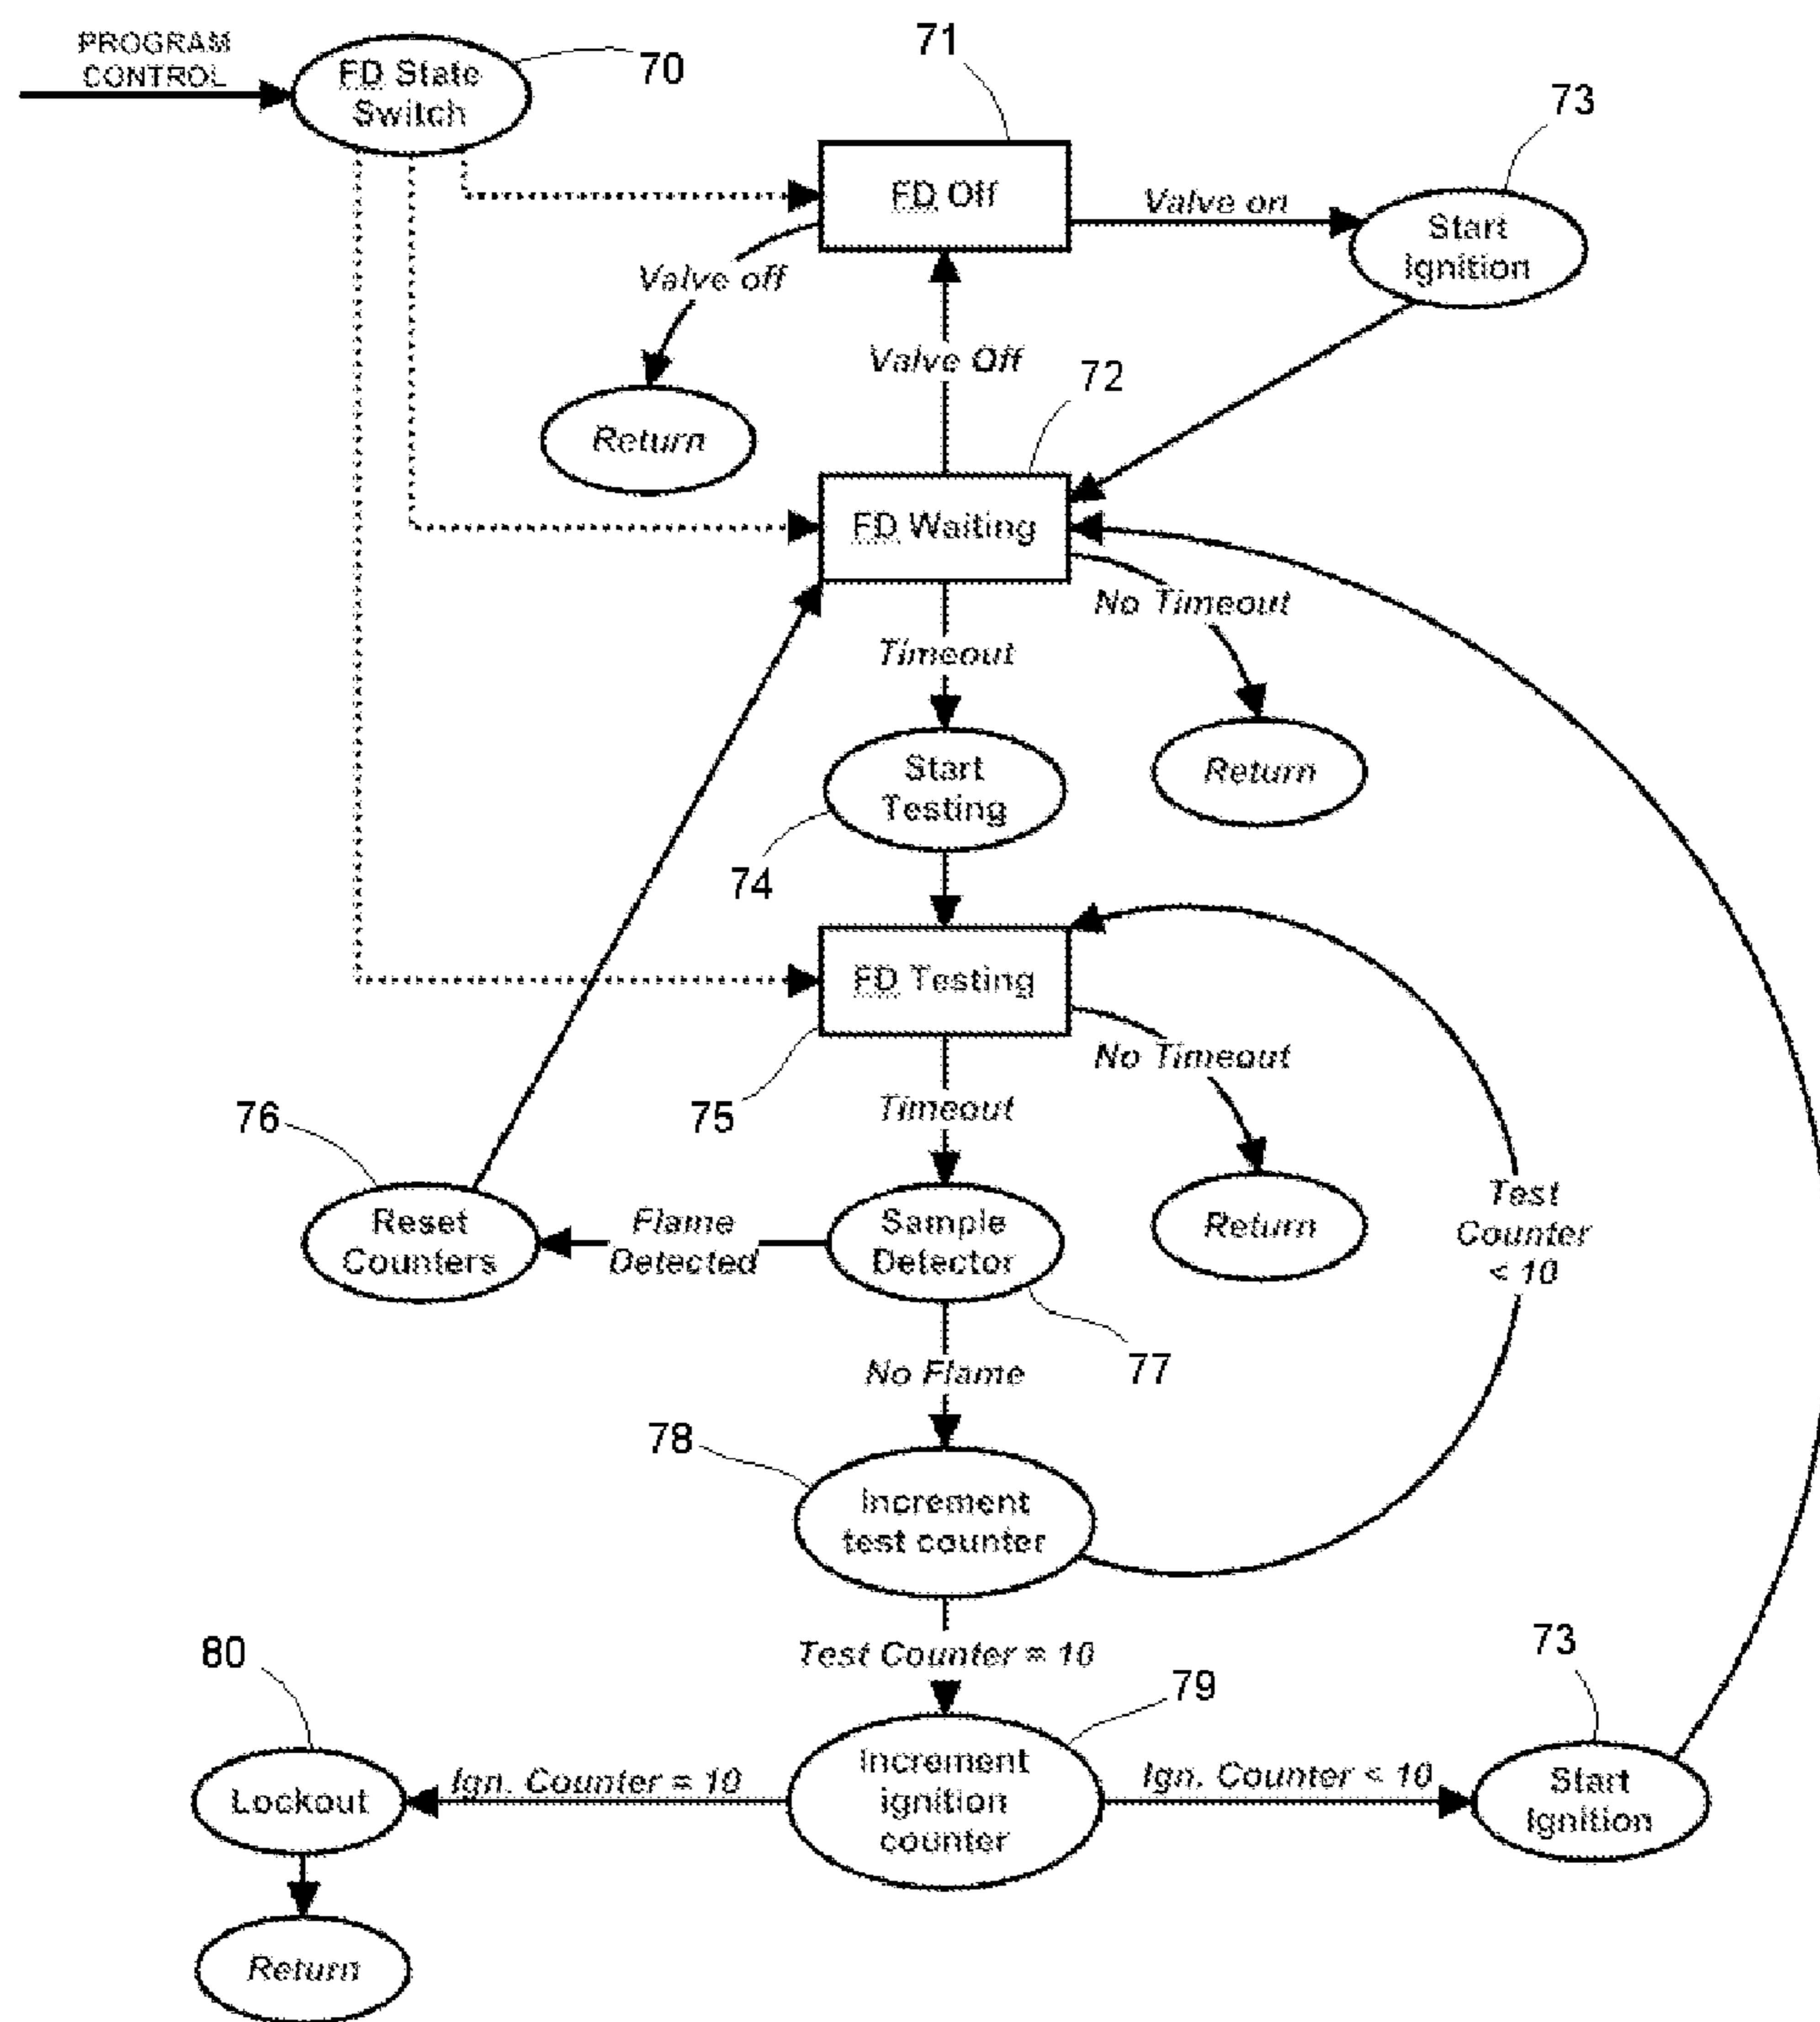 PROGRAM
CONTROL
FD State
Switch
70
71
FD Off
Valve on
73
Start
Ignition
Valve off
Return
Valve Off
72
FD Waiting
No Timeout
Timeout
Return
Start
Testing
74
FD Testing
75
No Timeout
Timeout
Return
76
Reset
Counters
Flame
Detected
Sample
Detector
77
Test
Counter
< 10
No Flame
78
Increment
test counter
Test Counter = 10
79
Increment
ignition
counter
80
Lockout
Ign. Counter = 10
Ign. Counter < 10
73
Start
Ignition
Return